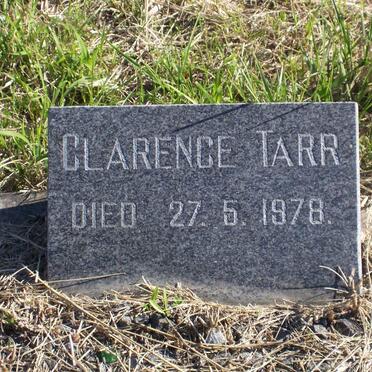 CLARENCE TARR
DIED 27. 5. 1978.